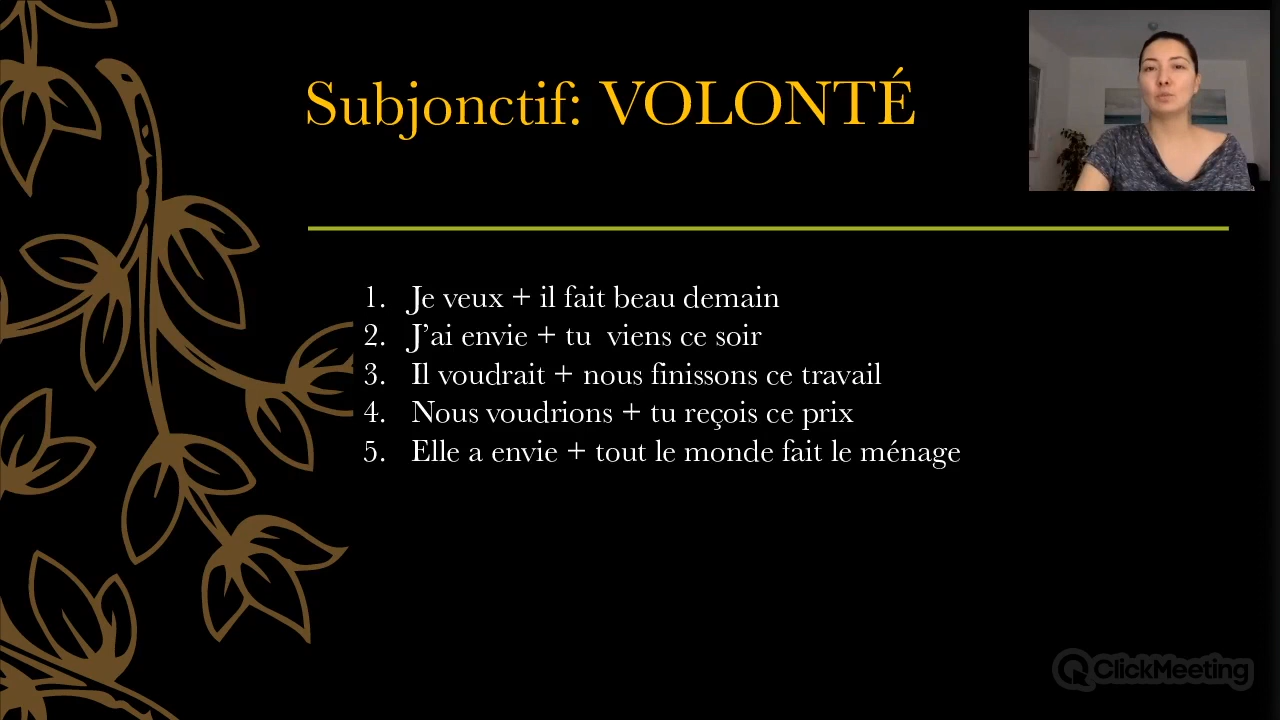 Subjonctif: VOLONTÉ
1. Je veux + il fait beau demain
2. J’ai envie + tu  viens ce soir
3. Il voudrait + nous finissons ce travail
4. Nous voudrions + tu reçois ce prix
5. Elle a envie + tout le monde fait le ménage
ClickMeeting